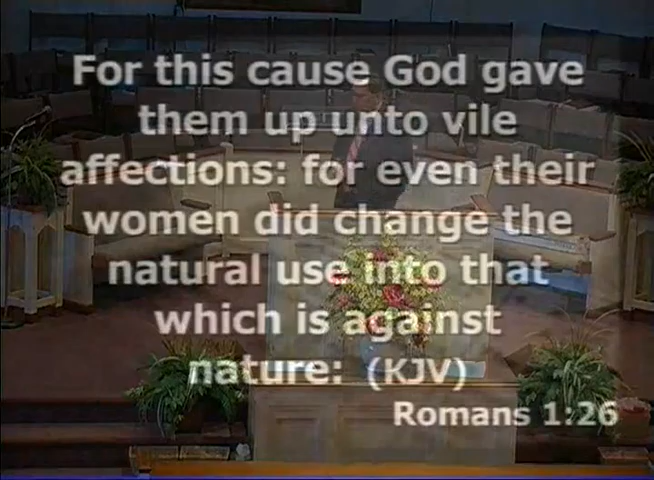 For this cause God gave
them up unto vile
affections: for even their
women did change the
natural use into that
which is against
nature: (KJV)
Romans 1:26